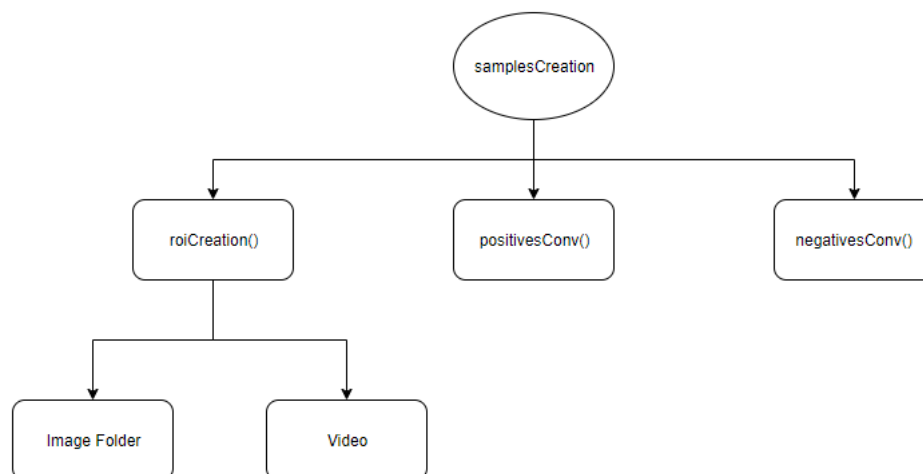 samplesCreation
roiCreation()
positivesConv()
negativesConv()
Image Folder
Video